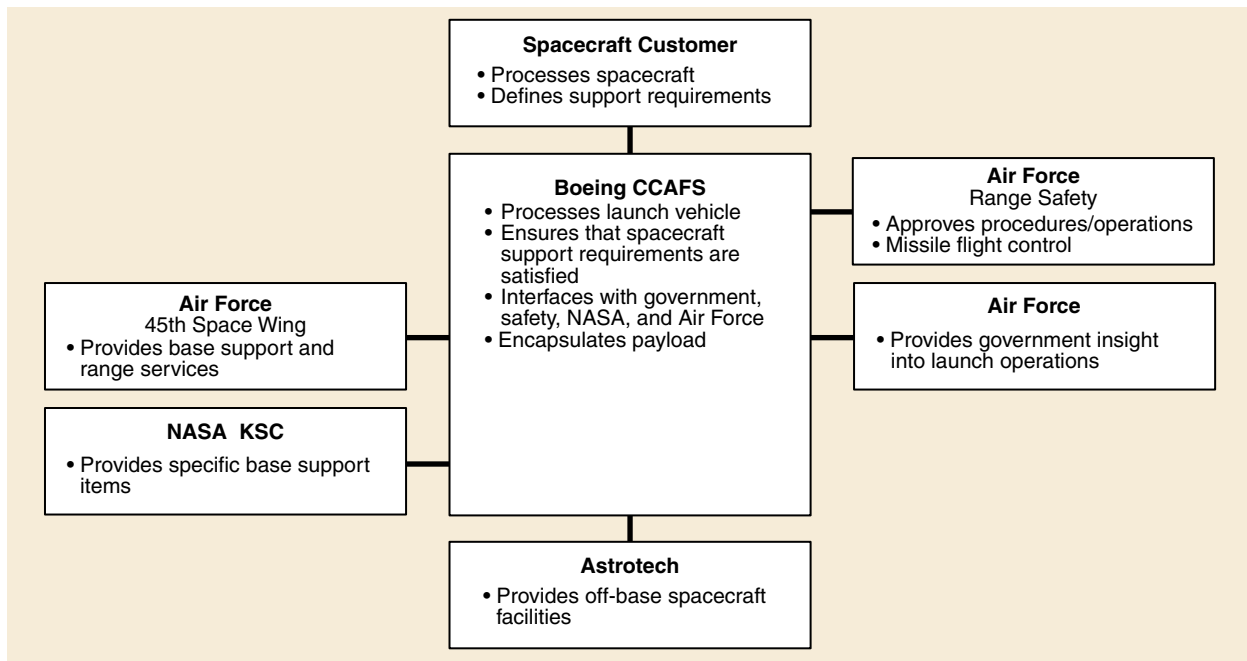 Spacecraft Customer
• Processes spacecraft
• Defines support requirements
Boeing CCAFS
• Processes launch vehicle
• Ensures that spacecraft
support requirements are
satisfied
• Interfaces with government,
safety, NASA, and Air Force
• Encapsulates payload
Air Force
Range Safety
• Approves procedures/operations
• Missile flight control
Air Force
45th Space Wing
• Provides base support and
range services
Air Force
• Provides government insight
into launch operations
NASA KSC
• Provides specific base support
items
Astrotech
• Provides off-base spacecraft
facilities